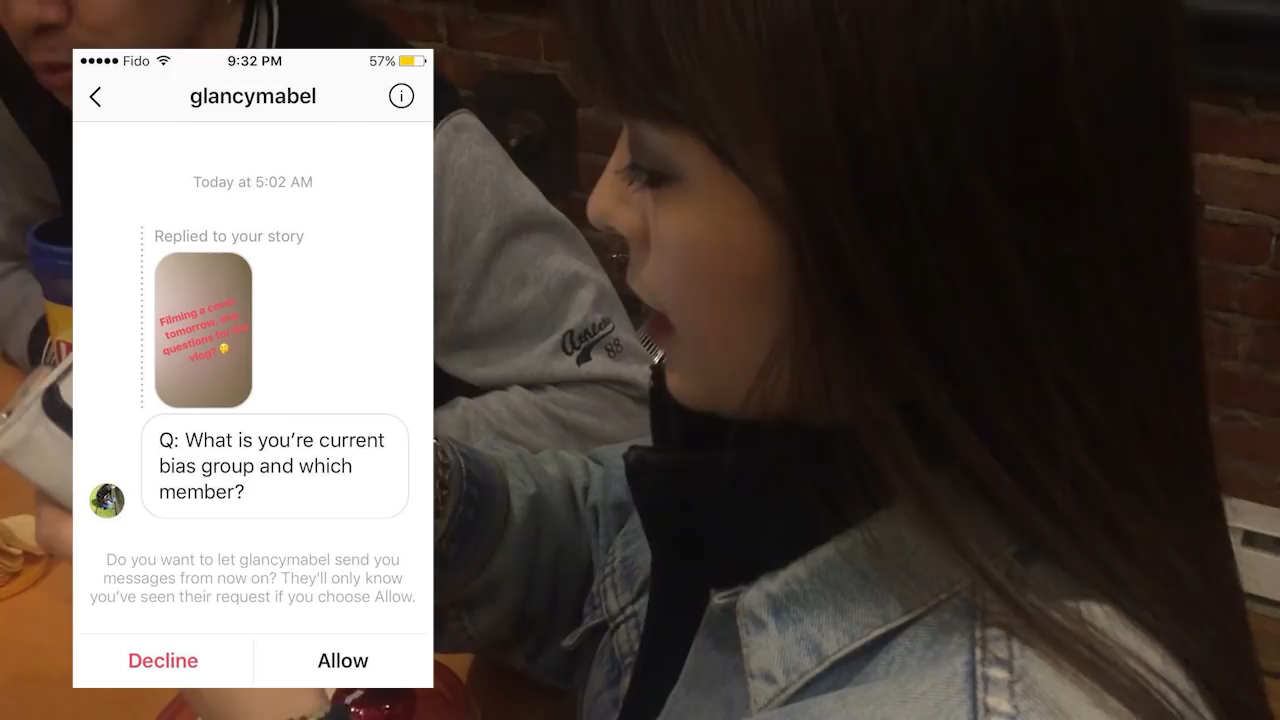 Fido 9:32 PM 57%
glancymabel
Today at 5:02 AM
Replied to your story
Filming a cover
tomorrow, any
questions for the
vlog?
Q: What is you’re current
bias group and which
member?
Do you want to let glancymabel send you
messages from now on? They'll only know
you've seen their request if you choose Allow.
Decline Allow
88